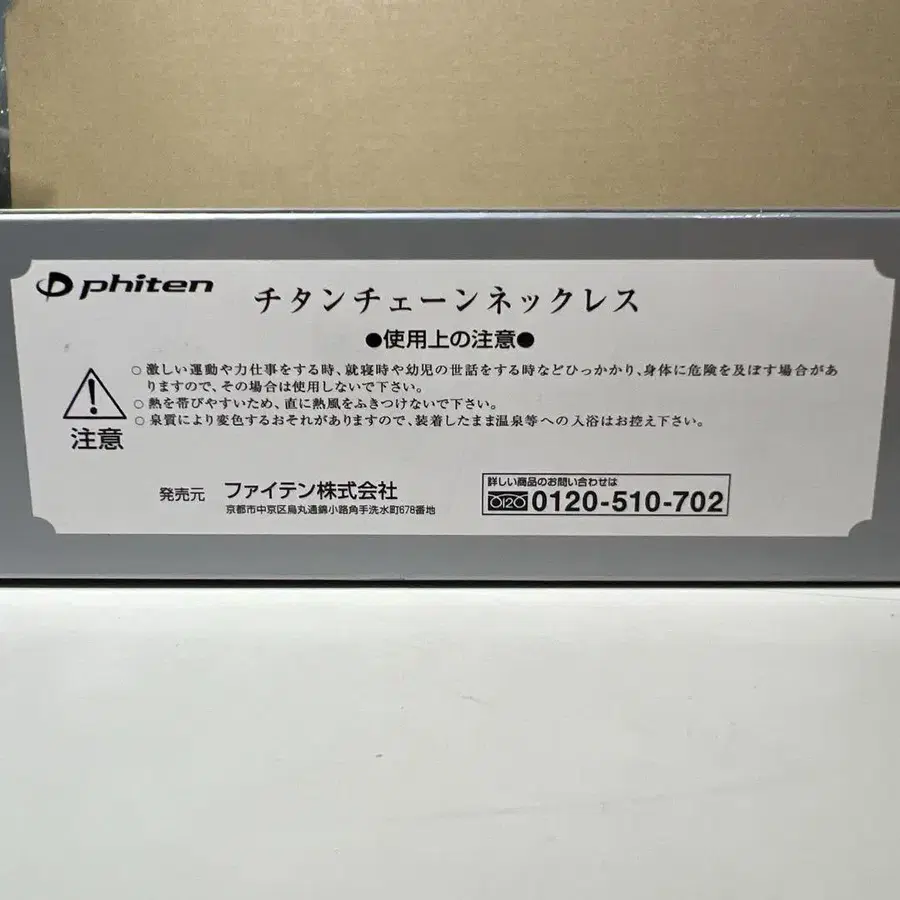 phiten
チタンチェーンネックレス
●使用上の注意●
○激しい運動や力仕事をする時、就寝時や幼児の世話をする時などひっかかり、身体に危険を及ぼす場合があ
りますので、その場合は使用しないで下さい。
○熱を帯びやすいため、直に熱風をふきつけないで下さい。
○泉質により変色するおそれがありますので、装着したまま温泉等への入浴はお控え下さい。
注意
発売元 ファイテン株式会社
京都市中京区烏丸通錦小路角手洗水町678番地
詳しい商品のお問い合わせは
0120-510-702